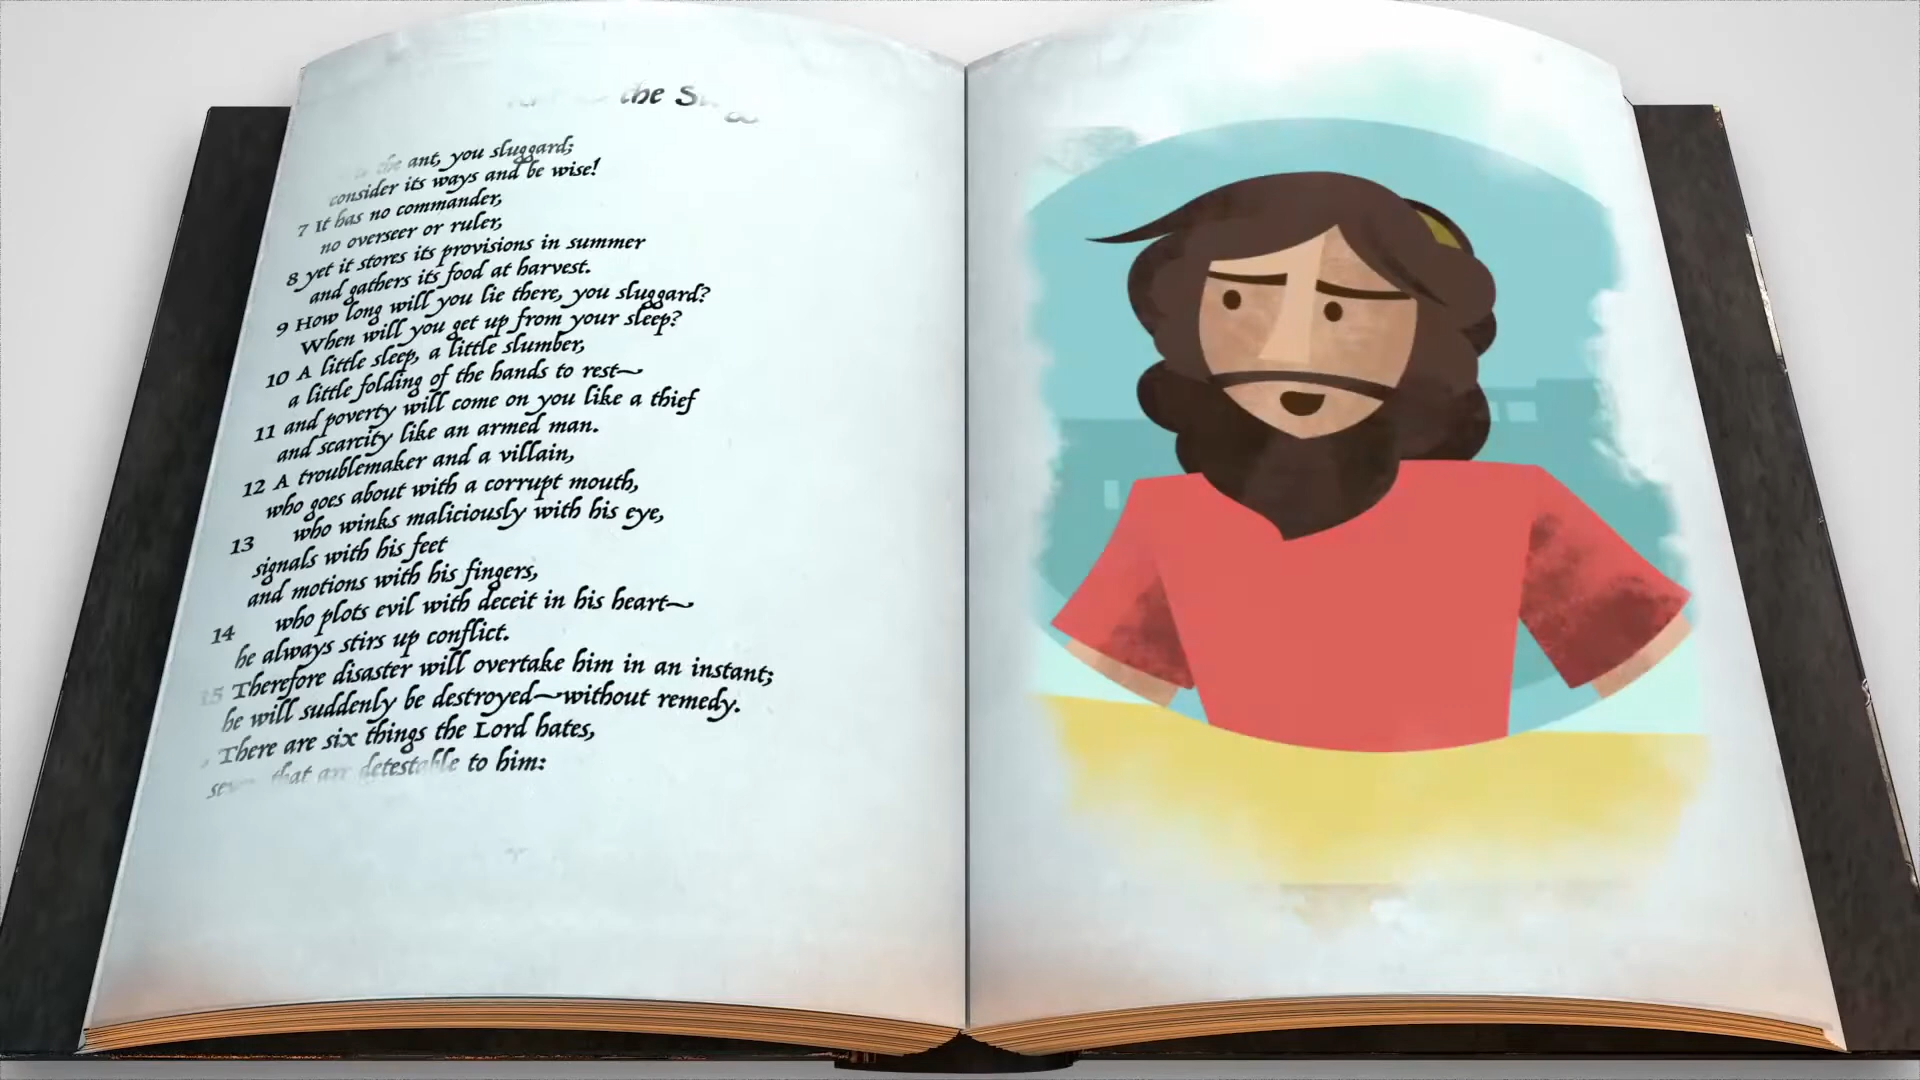 the
the ant, you sluggard;
consider its ways and be wise!
7 It has no commander,
no overseer or ruler,
8 yet it stores its provisions in summer
and gathers its food at harvest.
9 How long will you lie there, you sluggard?
When will you get up from your sleep?
10 A little sleep, a little slumber,
a little folding of the hands to rest—
11 and poverty will come on you like a thief
and scarcity like an armed man.
12 A troublemaker and a villain,
who goes about with a corrupt mouth,
who winks maliciously with his eye,
13
signals with his feet
and motions with his fingers,
who plots evil with deceit in his heart—
14
he always stirs up conflict.
15 Therefore disaster will overtake him in an instant;
he will suddenly be destroyed—without remedy.
There are six things the Lord hates,
that are detestable to him: